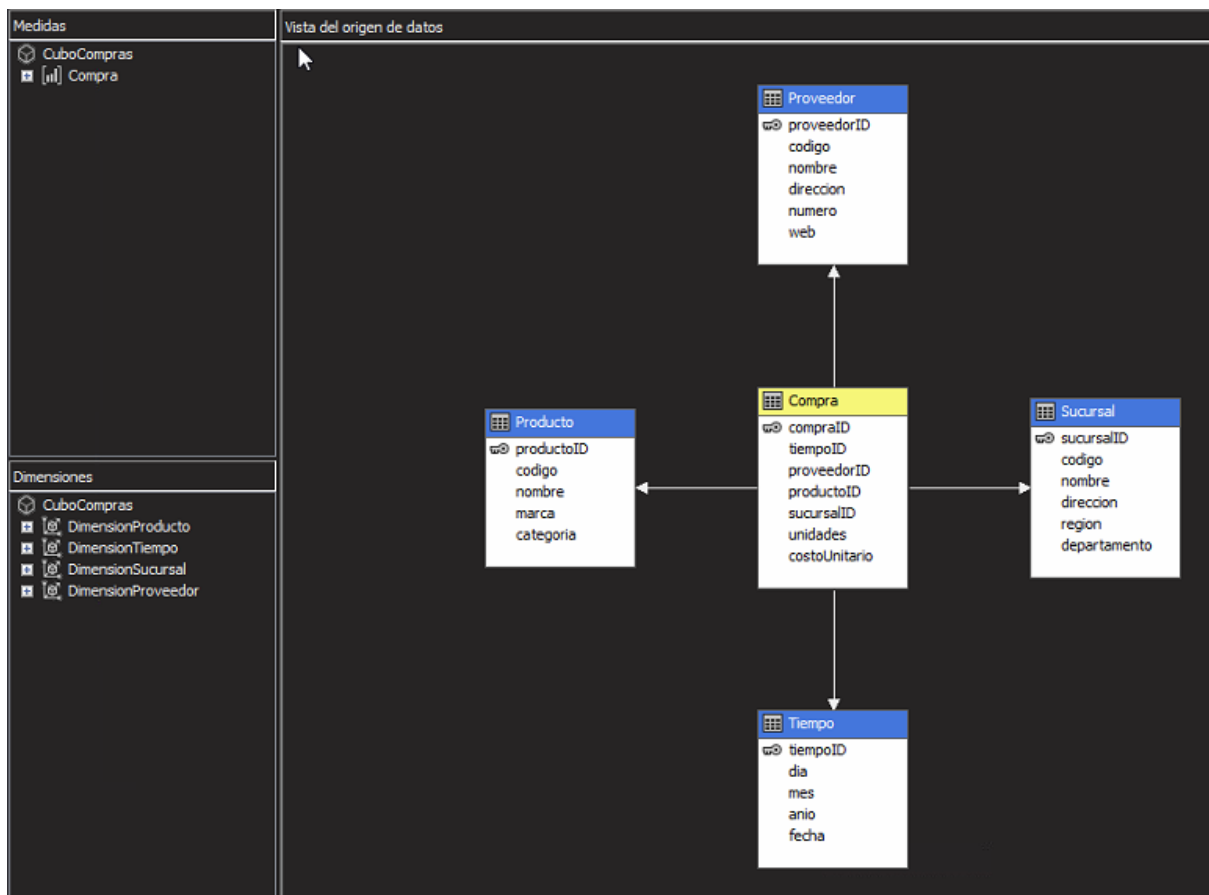 Medidas
CuboCompras
Compra
Dimensiones
CuboCompras
DimensionProducto
DimensionTiempo
DimensionSucursal
DimensionProveedor
Vista del origen de datos
Proveedor
proveedorID
codigo
nombre
direccion
numero
web
Producto
productoID
codigo
nombre
marca
categoria
Compra
compraID
tiempoID
proveedorID
productoID
sucursalID
unidades
costoUnitario
Sucursal
sucursalID
codigo
nombre
direccion
region
departamento
Tiempo
tiempoID
dia
mes
anio
fecha